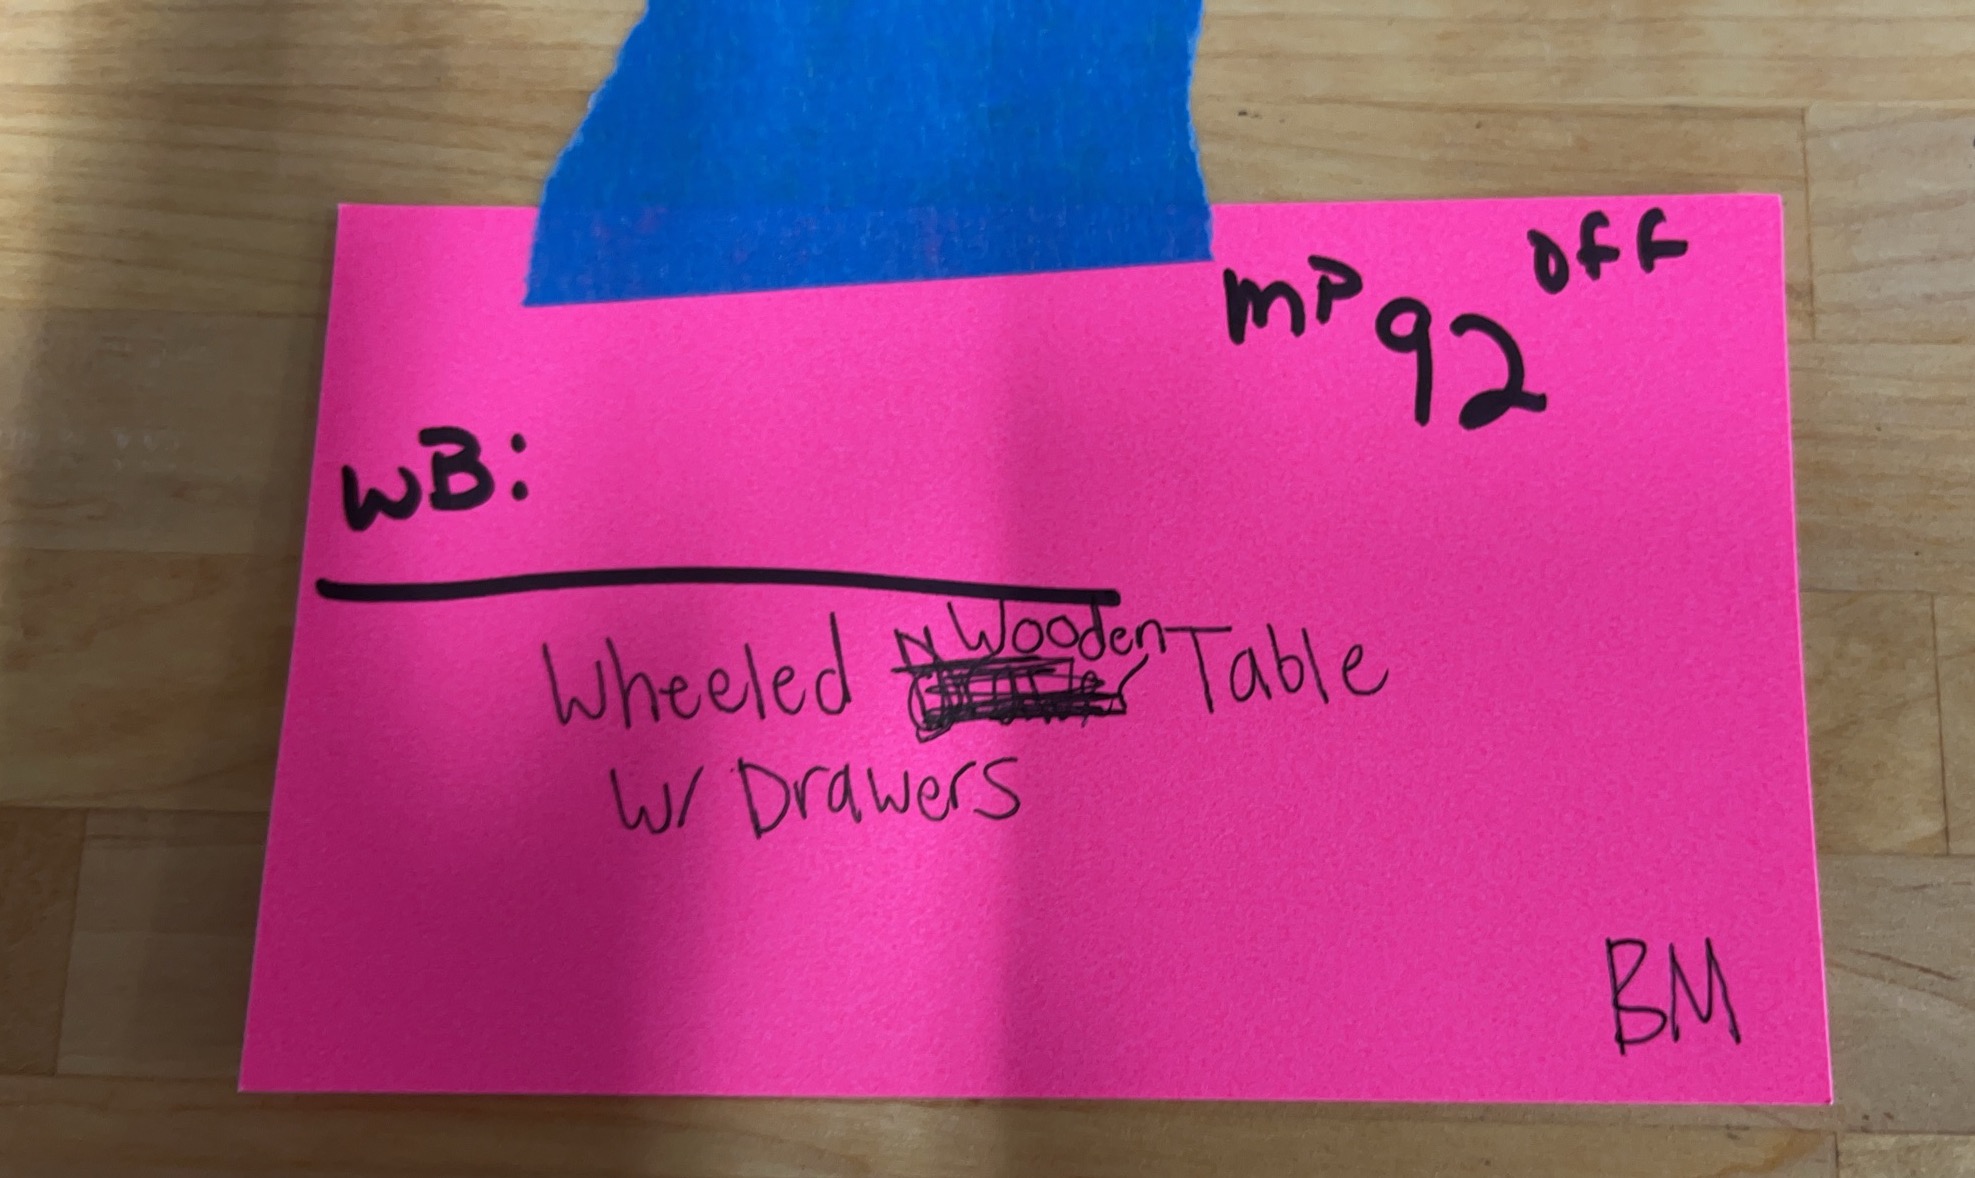 MP 92 OFF
WB:
Wheeled Wooden Table
W/ Drawers
BM